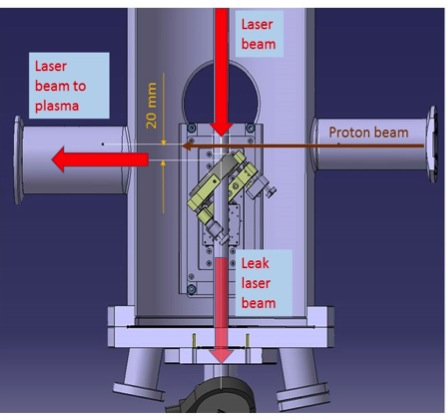 Laser
beam
Laser
beam to
plasma
20 mm
Proton beam
Leak
laser
beam